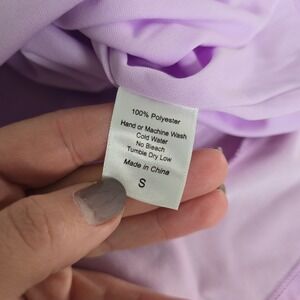 100% Polyester
Hand or Machine Wash
Cold Water
No Bleach
Tumble Dry Low
Made in China
S